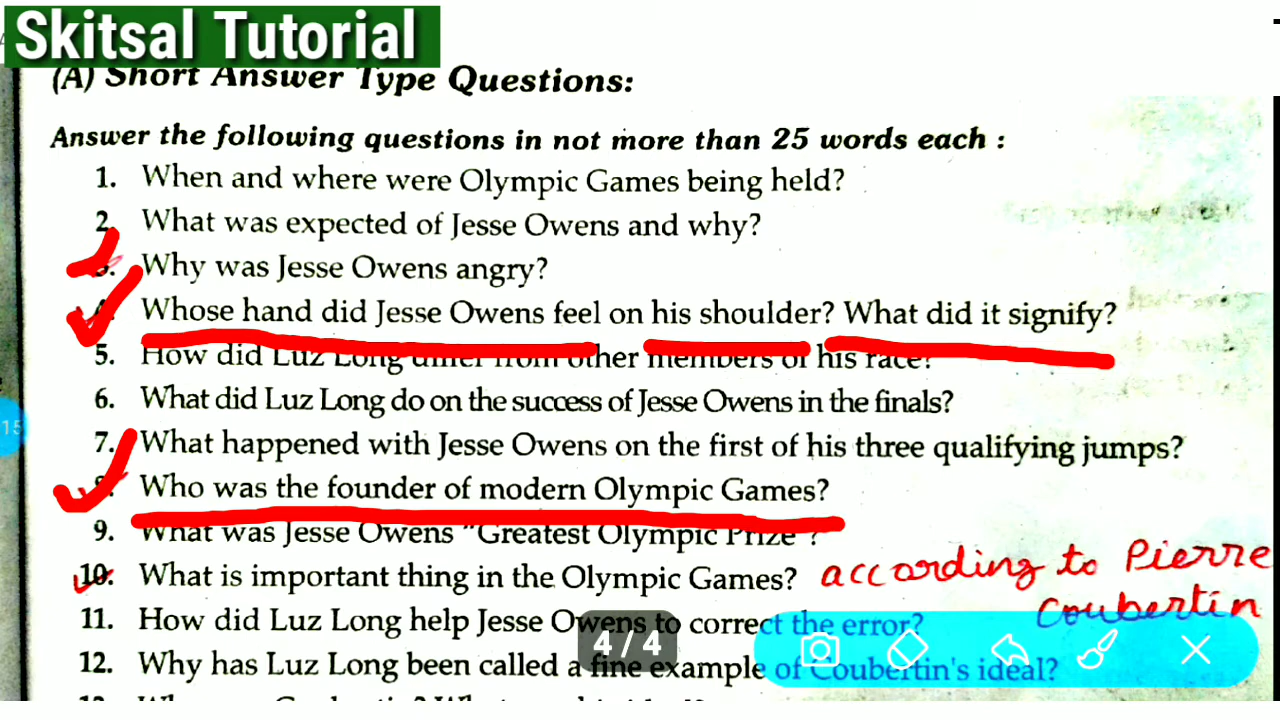 Skitsal Tutorial
(A) Short Answer Type Questions:
Answer the following questions in not more than 25 words each :
1. When and where were Olympic Games being held?
2. What was expected of Jesse Owens and why?
3. Why was Jesse Owens angry?
4. Whose hand did Jesse Owens feel on his shoulder? What did it signify?
5. How did Luz Long differ from other members of his race?
6. What did Luz Long do on the success of Jesse Owens in the finals?
7. What happened with Jesse Owens on the first of his three qualifying jumps?
8. Who was the founder of modern Olympic Games?
9. What was Jesse Owens "Greatest Olympic Prize"?
10. What is important thing in the Olympic Games? according to Pierre
Coubertin
11. How did Luz Long help Jesse Owens to correct the error?
4 / 4
12. Why has Luz Long been called a fine example of Coubertin's ideal?
15